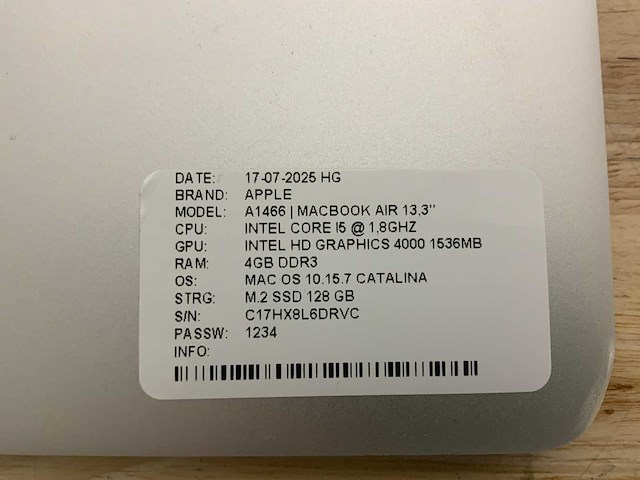 DATE: 17-07-2025 HG
BRAND: APPLE
MODEL: A1466 | MACBOOK AIR 13,3"
CPU: INTEL CORE I5 @ 1,8GHZ
GPU: INTEL HD GRAPHICS 4000 1536MB
RAM: 4GB DDR3
OS: MAC OS 10.15.7 CATALINA
STRG: M.2 SSD 128 GB
S/N: C17HX8L6DRVC
PASSW: 1234
INFO: